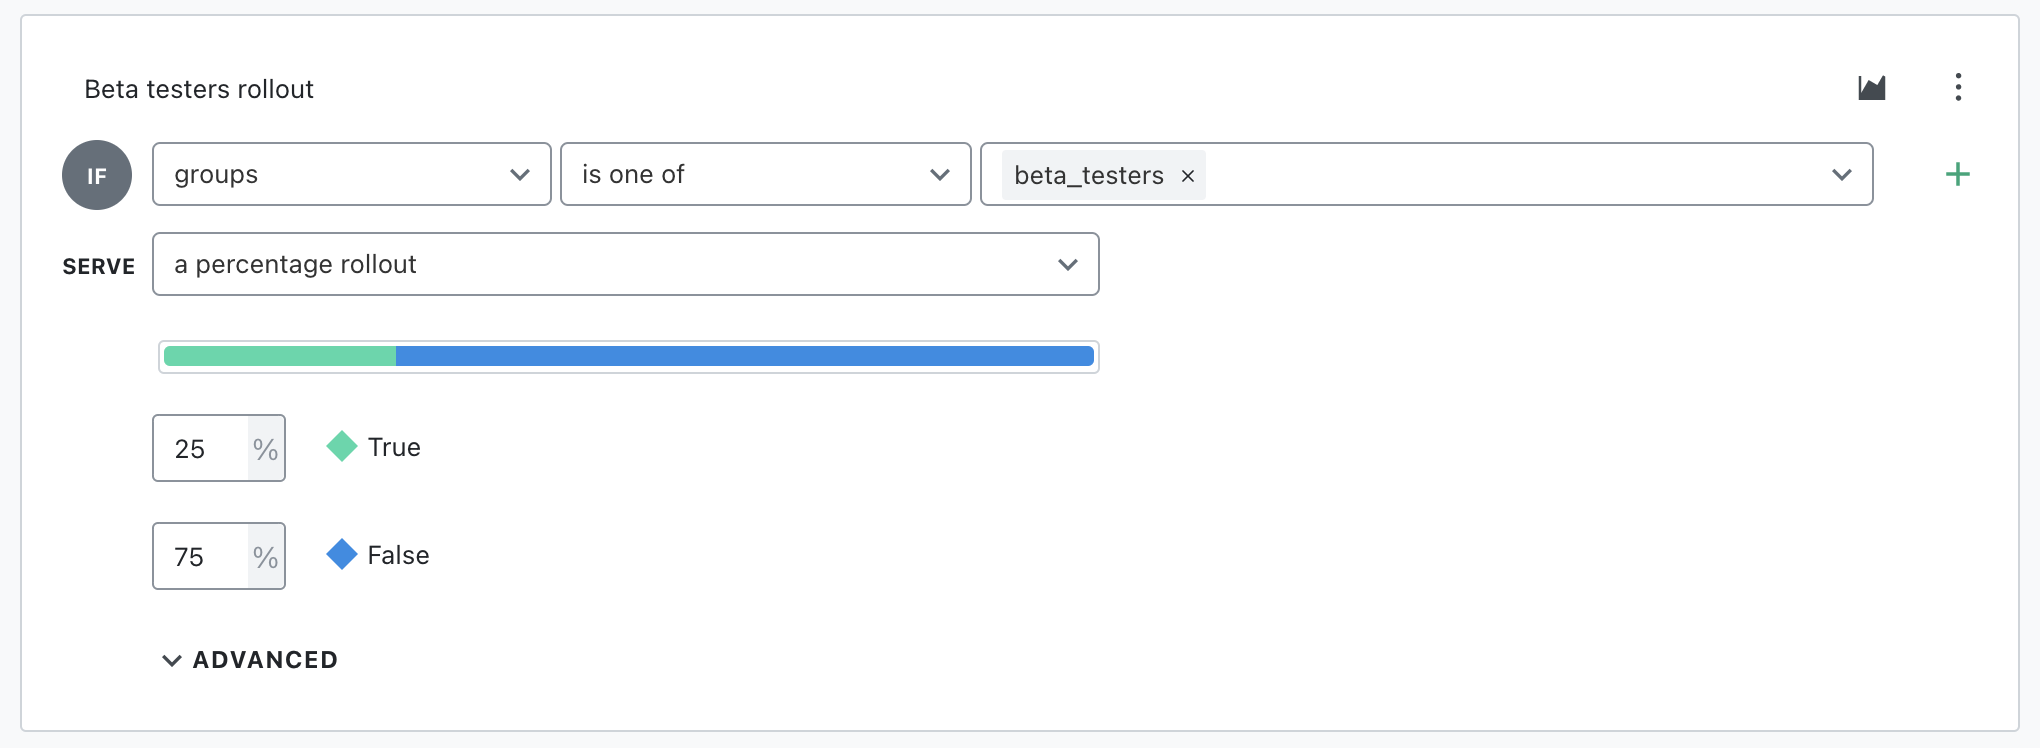 Beta testers rollout
IF groups is one of beta_testers ×
SERVE a percentage rollout
25 % True
75 % False
ADVANCED